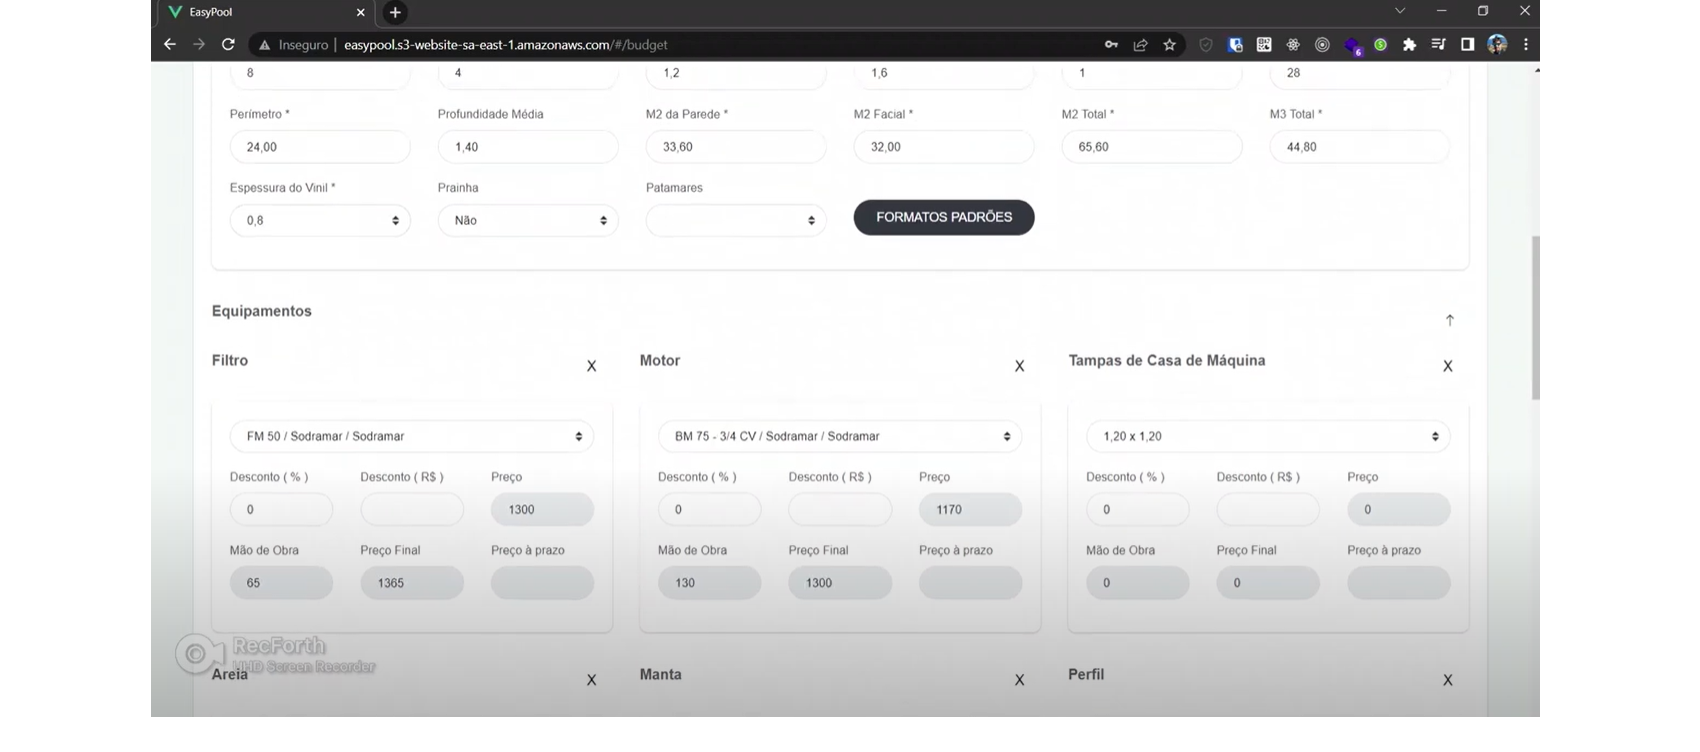 EasyPool
Inseguro | easypool.s3-website-sa-east-1.amazonaws.com/#/budget
6
8 4 1,2 1,6 1 28
Perímetro * Profundidade Média M2 da Parede * M2 Facial * M2 Total * M3 Total *
24,00 1,40 33,60 32,00 65,60 44,80
Espessura do Vinil * Prainha Patamares
0,8 Não FORMATOS PADRÕES
Equipamentos
Filtro X Motor X Tampas de Casa de Máquina X
FM 50 / Sodramar / Sodramar BM 75 - 3/4 CV / Sodramar / Sodramar 1,20 x 1,20
Desconto ( % ) Desconto ( R$ ) Preço Desconto ( % ) Desconto ( R$ ) Preço Desconto ( % ) Desconto ( R$ ) Preço
0 1300 0 1170 0 0
Mão de Obra Preço Final Preço à prazo Mão de Obra Preço Final Preço à prazo Mão de Obra Preço Final Preço à prazo
65 1365 130 1300 0 0
RecForth
UHD Screen Recorder
Areia X Manta X Perfil X